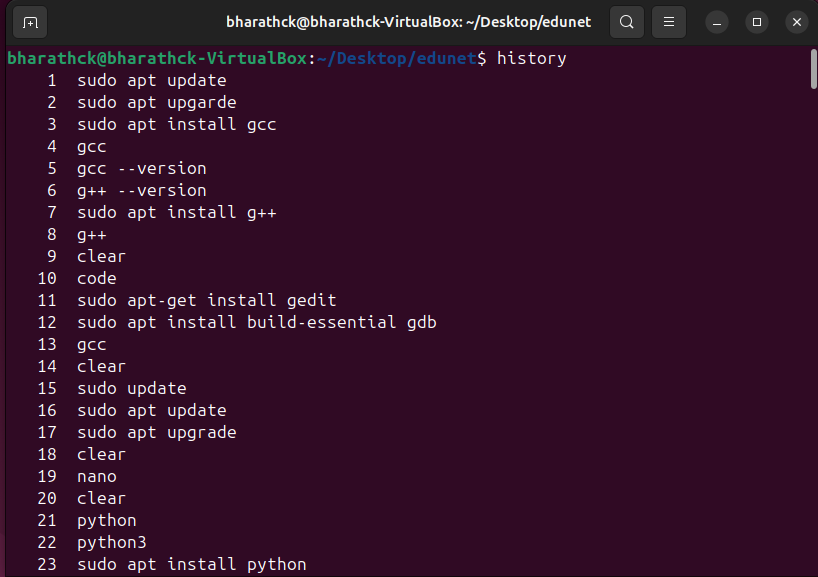 bharathck@bharathck-VirtualBox: ~/Desktop/edunet
bharathck@bharathck-VirtualBox:~/Desktop/edunet$ history
1 sudo apt update
2 sudo apt upgarde
3 sudo apt install gcc
4 gcc
5 gcc --version
6 g++ --version
7 sudo apt install g++
8 g++
9 clear
10 code
11 sudo apt-get install gedit
12 sudo apt install build-essential gdb
13 gcc
14 clear
15 sudo update
16 sudo apt update
17 sudo apt upgrade
18 clear
19 nano
20 clear
21 python
22 python3
23 sudo apt install python